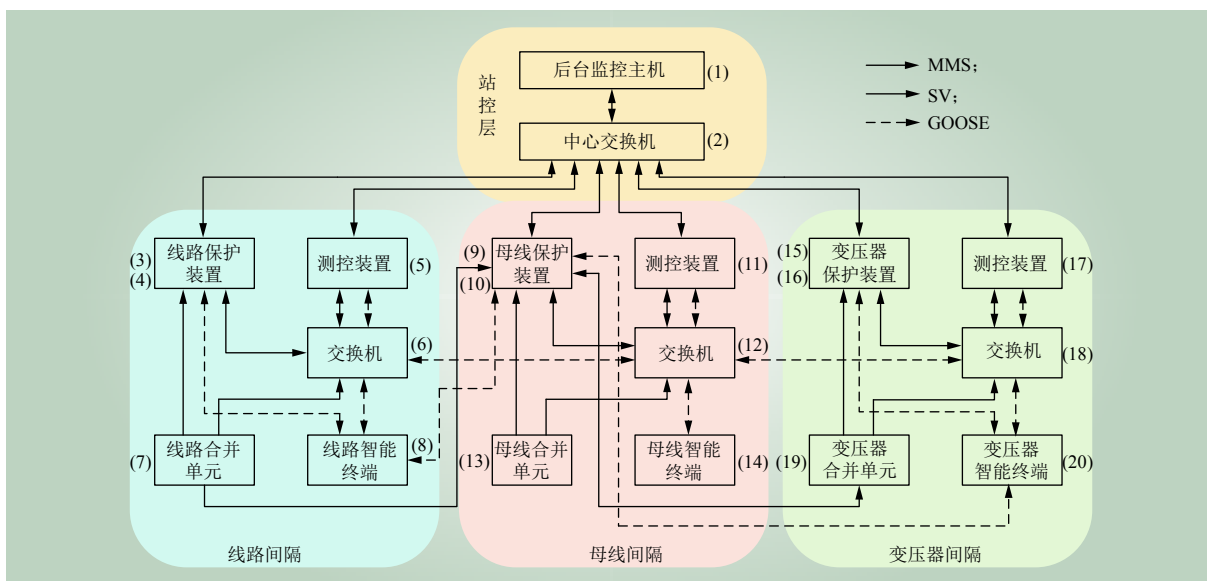 站控层
后台监控主机
(1)
中心交换机
(2)
MMS;
SV;
GOOSE
(3)
(4)
线路保护
装置
测控装置
(5)
交换机
(6)
(7)
线路合并
单元
线路智能
终端
(8)
线路间隔
(9)
(10)
母线保护
装置
测控装置
(11)
交换机
(12)
(13)
母线合并
单元
母线智能
终端
(14)
母线间隔
(15)
(16)
变压器
保护装置
测控装置
(17)
交换机
(18)
(19)
变压器
合并单元
变压器
智能终端
(20)
变压器间隔